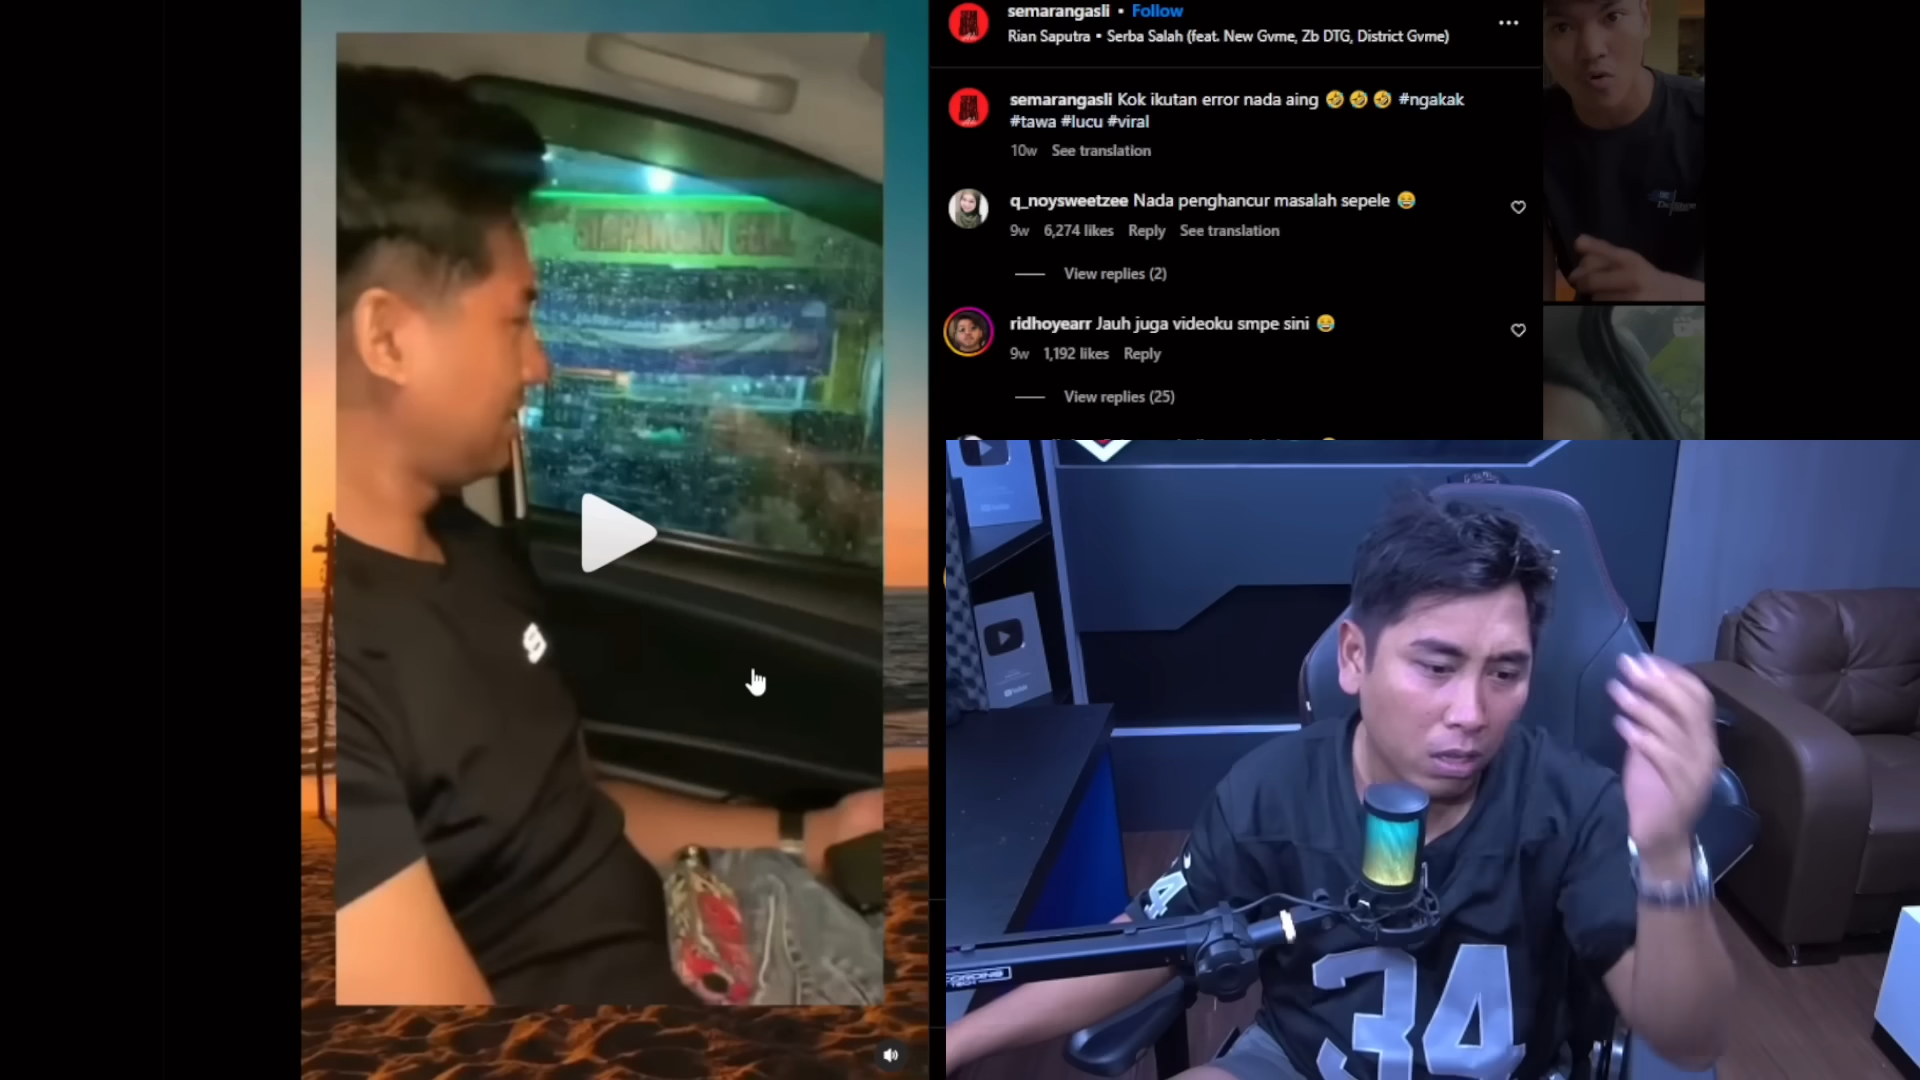 semarangasli • Follow
Rian Saputra • Serba Salah (feat. New Gvme, Zb DTG, District Gvme)
semarangasli Kok ikutan error nada aing 🤣🤣🤣 #ngakak
#tawa #lucu #viral
10w See translation
q_noysweetzee Nada penghancur masalah sepele 😂
9w 6,274 likes Reply See translation
View replies (2)
ridhoyearr Jauh juga videoku smpe sini 😂
9w 1,192 likes Reply
View replies (25)
34